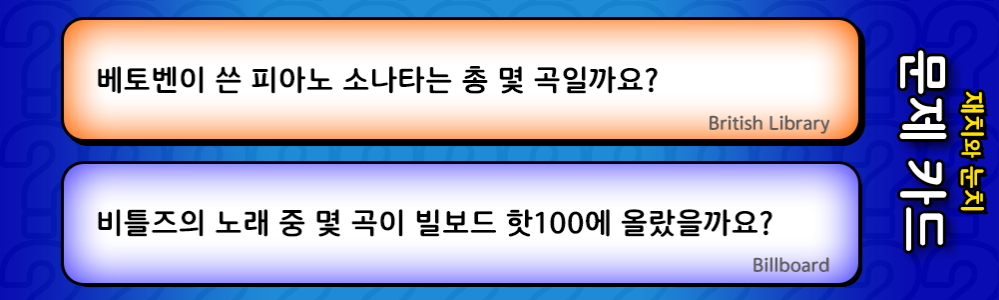 베토벤이 쓴 피아노 소나타는 총 몇 곡일까요?
British Library
비틀즈의 노래 중 몇 곡이 빌보드 핫100에 올랐을까요?
Billboard
재치와 눈치
문제 카드